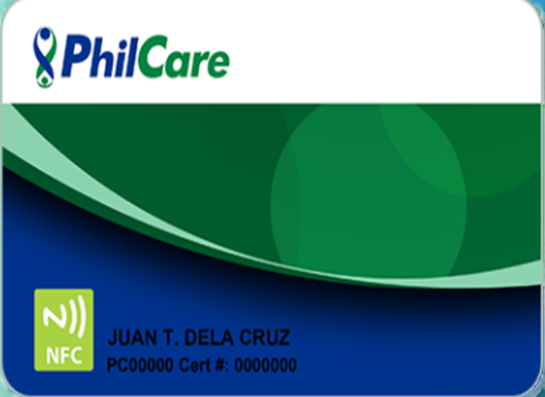 PhilCare
NFC
JUAN T. DELA CRUZ
PC00000 Cert #: 0000000